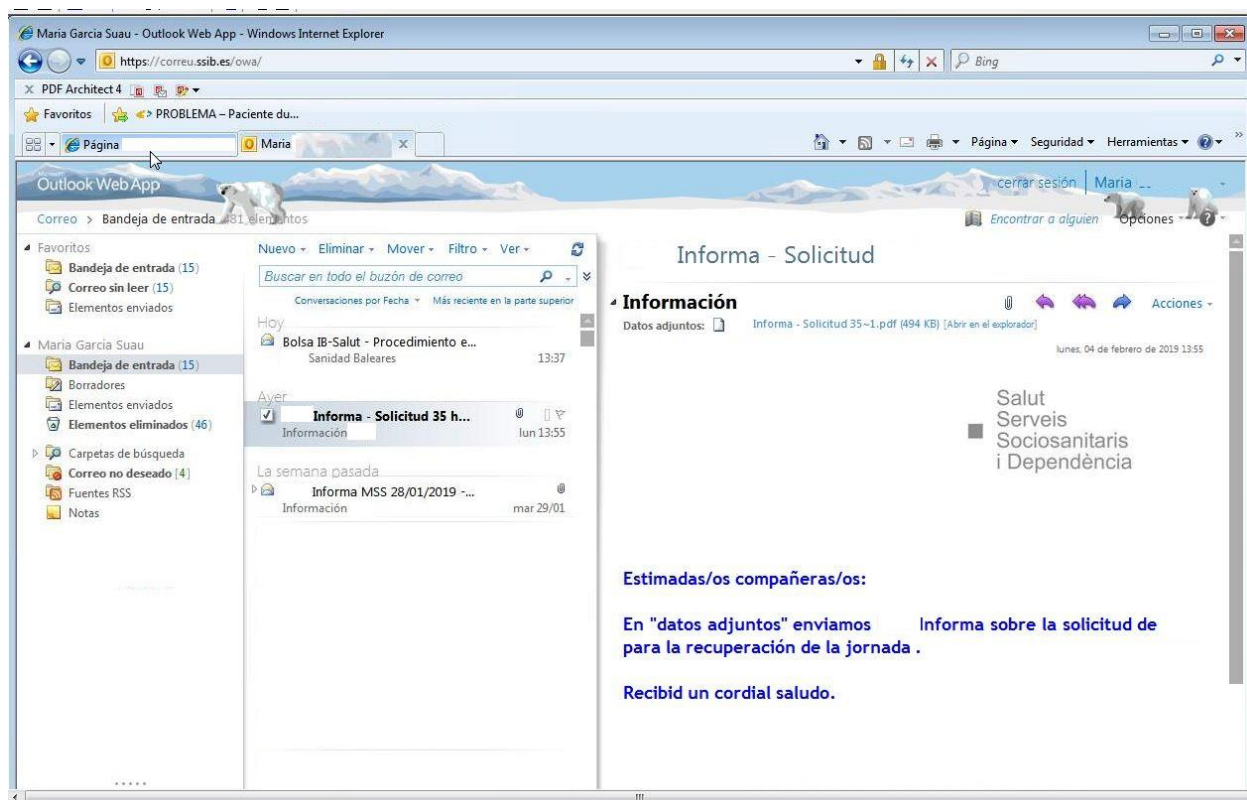 Maria Garcia Suau - Outlook Web App - Windows Internet Explorer
https://correu.ssib.es/owa/
Bing
X PDF Architect 4
Favoritos PROBLEMA – Paciente du...
Página
Maria x
Página Seguridad Herramientas
Outlook Web App
cerrar sesión Maria
Correo > Bandeja de entrada 481 elementos
Encontrar a alguien Opciones
Favoritos
Bandeja de entrada (15)
Correo sin leer (15)
Elementos enviados
Maria Garcia Suau
Bandeja de entrada (15)
Borradores
Elementos enviados
Elementos eliminados (46)
Carpetas de búsqueda
Correo no deseado [4]
Fuentes RSS
Notas
Nuevo Eliminar Mover Filtro Ver
Buscar en todo el buzón de correo
Conversaciones por Fecha Más reciente en la parte superior
Hoy
Bolsa IB-Salut - Procedimiento e...
Sanidad Baleares 13:37
Ayer
Informa - Solicitud 35 h...
Información lun 13:55
La semana pasada
Informa MSS 28/01/2019 -...
Información mar 29/01
Informa - Solicitud
Información
Acciones
Datos adjuntos: Informa - Solicitud 35~1.pdf (494 KB) [Abrir en el explorador]
lunes, 04 de febrero de 2019 13:55
Salut
Serveis
Sociosanitaris
i Dependència
Estimadas/os compañeras/os:
En "datos adjuntos" enviamos Informa sobre la solicitud de
para la recuperación de la jornada .
Recibid un cordial saludo.